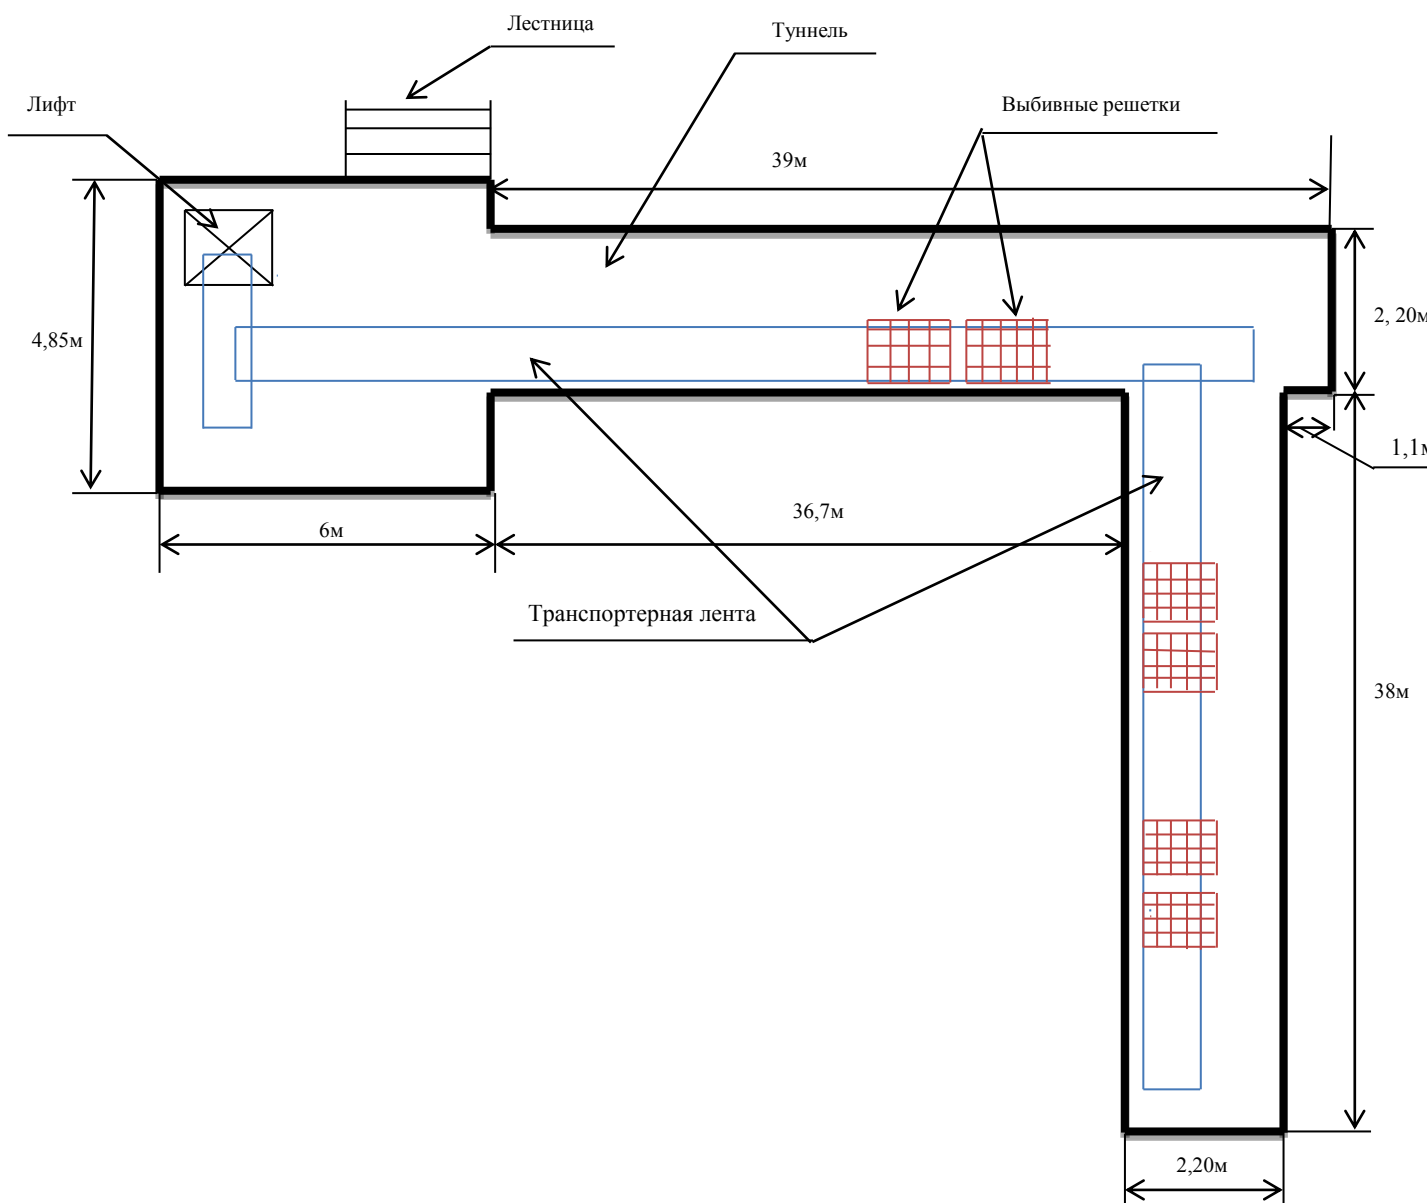 Лестница
Туннель
Лифт
Выбивные решетки
39м
4,85м
2, 20м
1,1м
36,7м
6м
Транспортерная лента
38м
2,20м